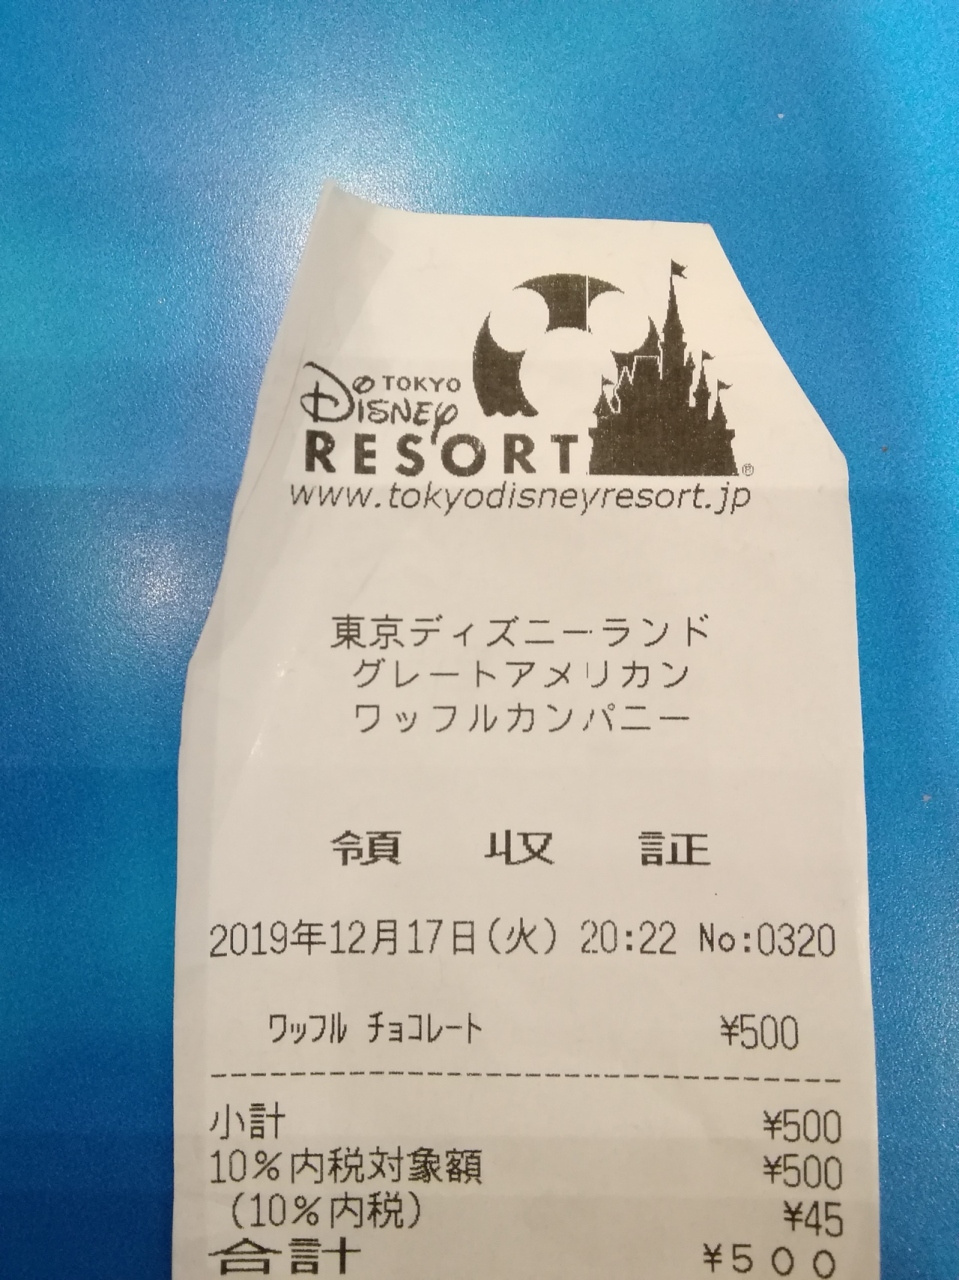 TOKYO
Disney
RESORT®
www.tokyodisneyresort.jp
東京ディズニーランド
グレートアメリカン
ワッフルカンパニー
領 収 証
2019年12月17日(火) 20:22 No:0320
ワッフル チョコレート ¥500
小計 ¥500
10%内税対象額 ¥500
(10%内税) ¥45
合計 ¥500